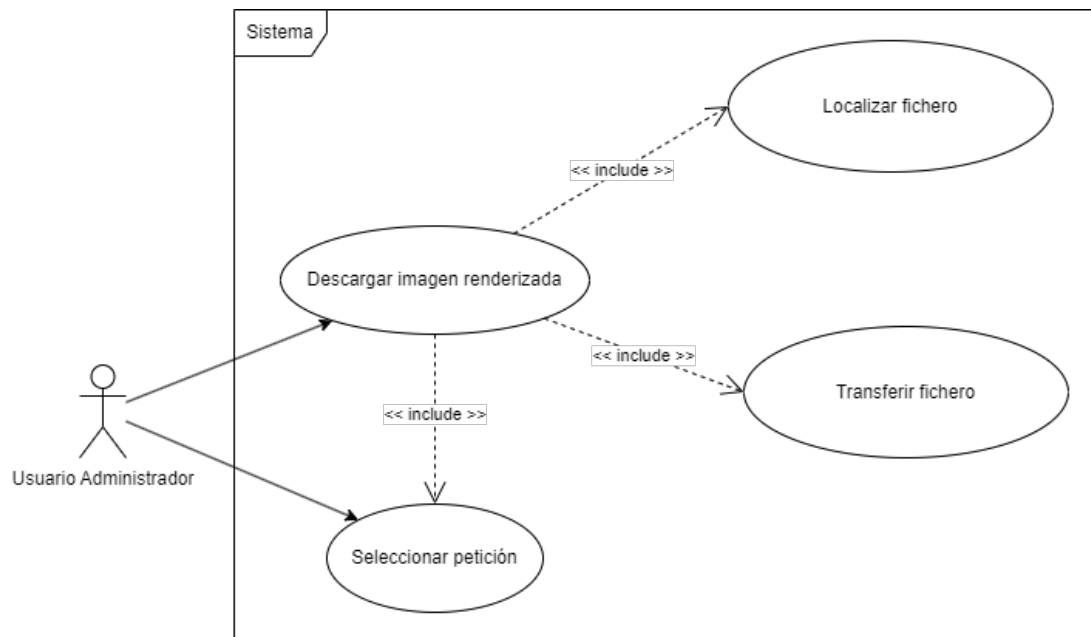 Sistema
Localizar fichero
<< include >>
Descargar imagen renderizada
<< include >>
Transferir fichero
<< include >>
Usuario Administrador
Seleccionar petición